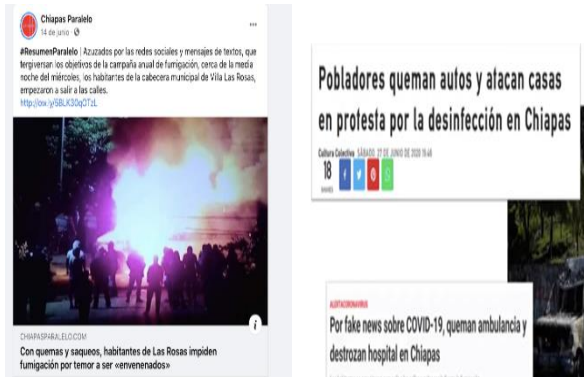 Chiapas Paralelo
14 de junio
#ResumenParalelo | Azuzados por las redes sociales y mensajes de textos, que
tergiversan los objetivos de la campaña anual de fumigación, cerca de la media
noche del miércoles, los habitantes de la cabecera municipal de Villa Las Rosas,
empezaron a salir a las calles.
CHIAPASPARALELO.COM
Con quemas y saqueos, habitantes de Las Rosas impiden
fumigación por temor a ser «envenenados»
Pobladores queman autos y atacan casas
en protesta por la desinfección en Chiapas
Cultura Colectiva SÁBADO DE JUNIO DE 2020
18
SHARES
ALERTACORONAVIRUS
Por fake news sobre COVID-19, queman ambulancia y
destrozan hospital en Chiapas